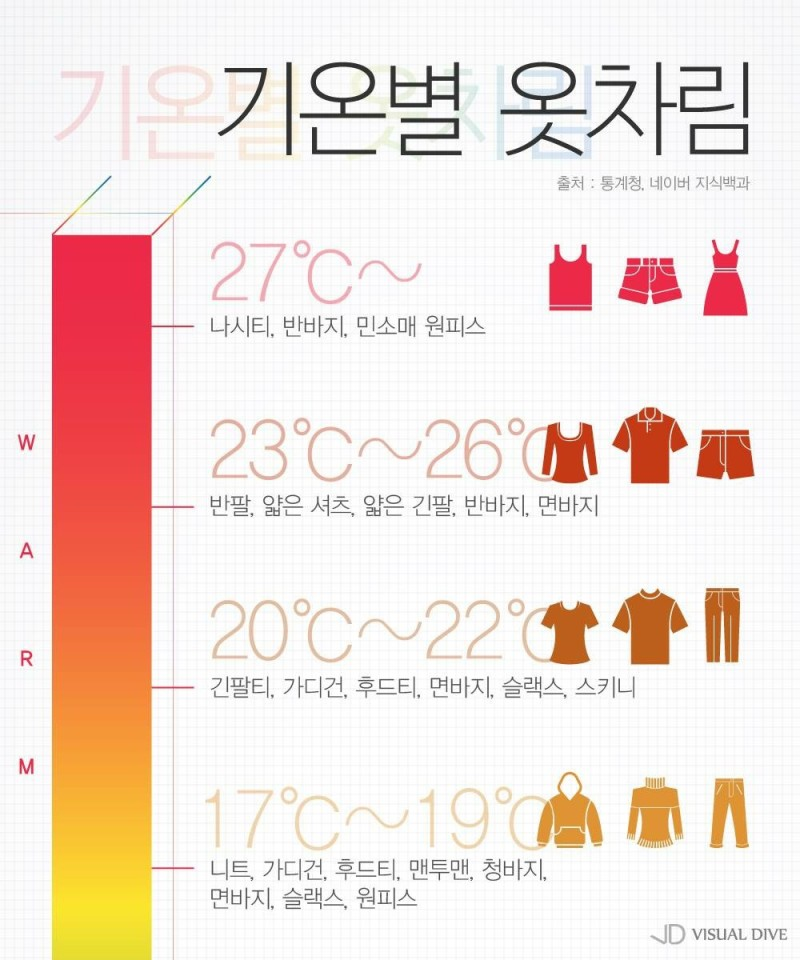 기온별 옷차림
출처 : 통계청, 네이버 지식백과
27℃~
나시티, 반바지, 민소매 원피스
23℃~26℃
반팔, 얇은 셔츠, 얇은 긴팔, 반바지, 면바지
20℃~22℃
긴팔티, 가디건, 후드티, 면바지, 슬랙스, 스키니
17℃~19℃
니트, 가디건, 후드티, 맨투맨, 청바지,
면바지, 슬랙스, 원피스
W
A
R
M
VISUAL DIVE